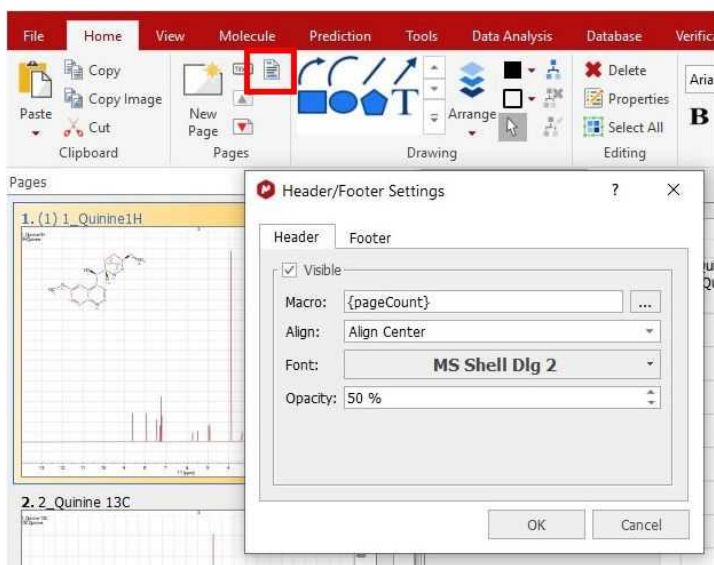 File Home View Molecule Prediction Tools Data Analysis Database Verifica
Paste
Copy
Copy Image
Cut
Clipboard
New
Page
Pages
T
Arrange
Drawing
Delete
Properties
Select All
Editing
Aria
B
Pages
1. (1) 1_Quinine1H
2. 2_Quinine 13C
Header/Footer Settings ? X
Header Footer
Visible
Macro: {pageCount} ...
Align: Align Center
Font: MS Shell Dlg 2
Opacity: 50 %
OK Cancel